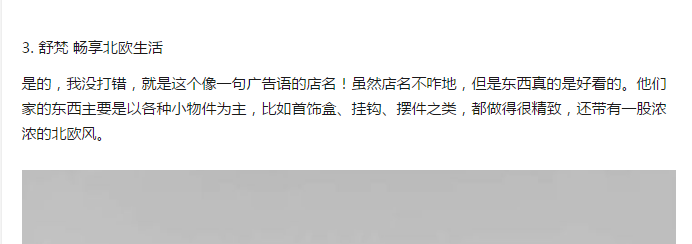 3. 舒梵 畅享北欧生活
是的，我没打错，就是这个像一句广告语的店名！虽然店名不咋地，但是东西真的是好看的。他们
家的东西主要是以各种小物件为主，比如首饰盒、挂钩、摆件之类，都做得很精致，还带有一股浓
浓的北欧风。